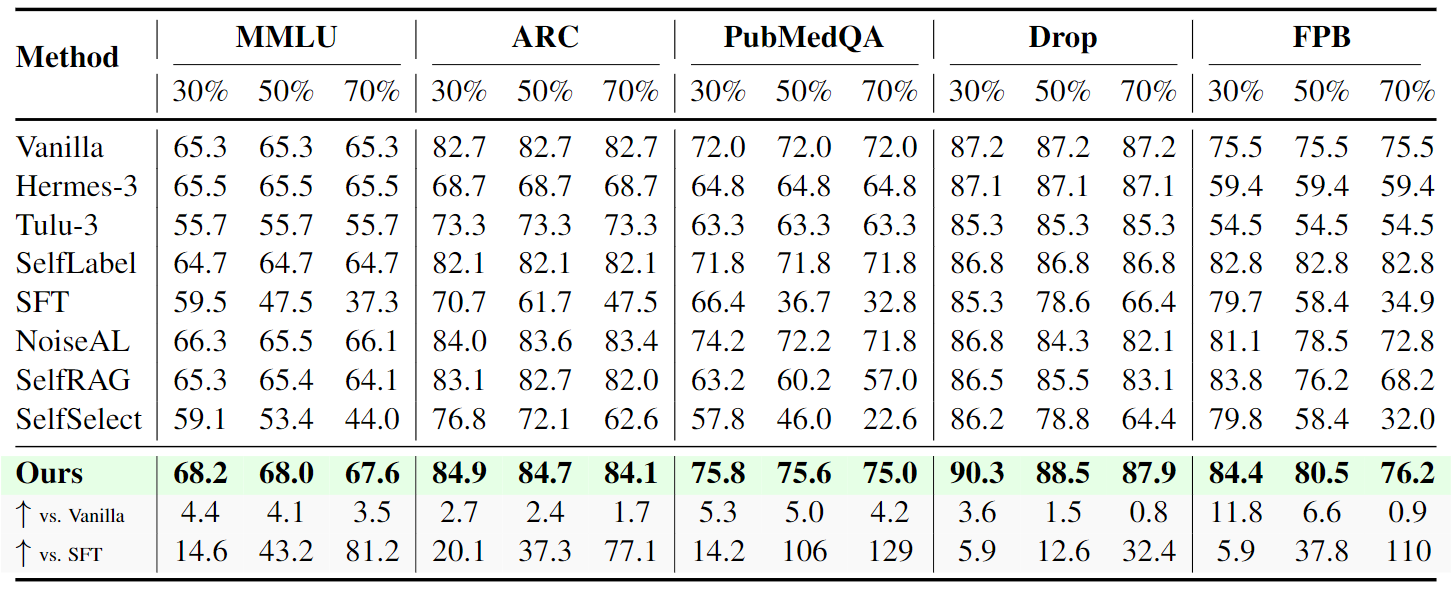 Method MMLU ARC PubMedQA Drop FPB
30% 50% 70% 30% 50% 70% 30% 50% 70% 30% 50% 70% 30% 50% 70%
Vanilla 65.3 65.3 65.3 82.7 82.7 82.7 72.0 72.0 72.0 87.2 87.2 87.2 75.5 75.5 75.5
Hermes-3 65.5 65.5 65.5 68.7 68.7 68.7 64.8 64.8 64.8 87.1 87.1 87.1 59.4 59.4 59.4
Tulu-3 55.7 55.7 55.7 73.3 73.3 73.3 63.3 63.3 63.3 85.3 85.3 85.3 54.5 54.5 54.5
SelfLabel 64.7 64.7 64.7 82.1 82.1 82.1 71.8 71.8 71.8 86.8 86.8 86.8 82.8 82.8 82.8
SFT 59.5 47.5 37.3 70.7 61.7 47.5 66.4 36.7 32.8 85.3 78.6 66.4 79.7 58.4 34.9
NoiseAL 66.3 65.5 66.1 84.0 83.6 83.4 74.2 72.2 71.8 86.8 84.3 82.1 81.1 78.5 72.8
SelfRAG 65.3 65.4 64.1 83.1 82.7 82.0 63.2 60.2 57.0 86.5 85.5 83.1 83.8 76.2 68.2
SelfSelect 59.1 53.4 44.0 76.8 72.1 62.6 57.8 46.0 22.6 86.2 78.8 64.4 79.8 58.4 32.0
Ours 68.2 68.0 67.6 84.9 84.7 84.1 75.8 75.6 75.0 90.3 88.5 87.9 84.4 80.5 76.2
↑ vs. Vanilla 4.4 4.1 3.5 2.7 2.4 1.7 5.3 5.0 4.2 3.6 1.5 0.8 11.8 6.6 0.9
↑ vs. SFT 14.6 43.2 81.2 20.1 37.3 77.1 14.2 106 129 5.9 12.6 32.4 5.9 37.8 110